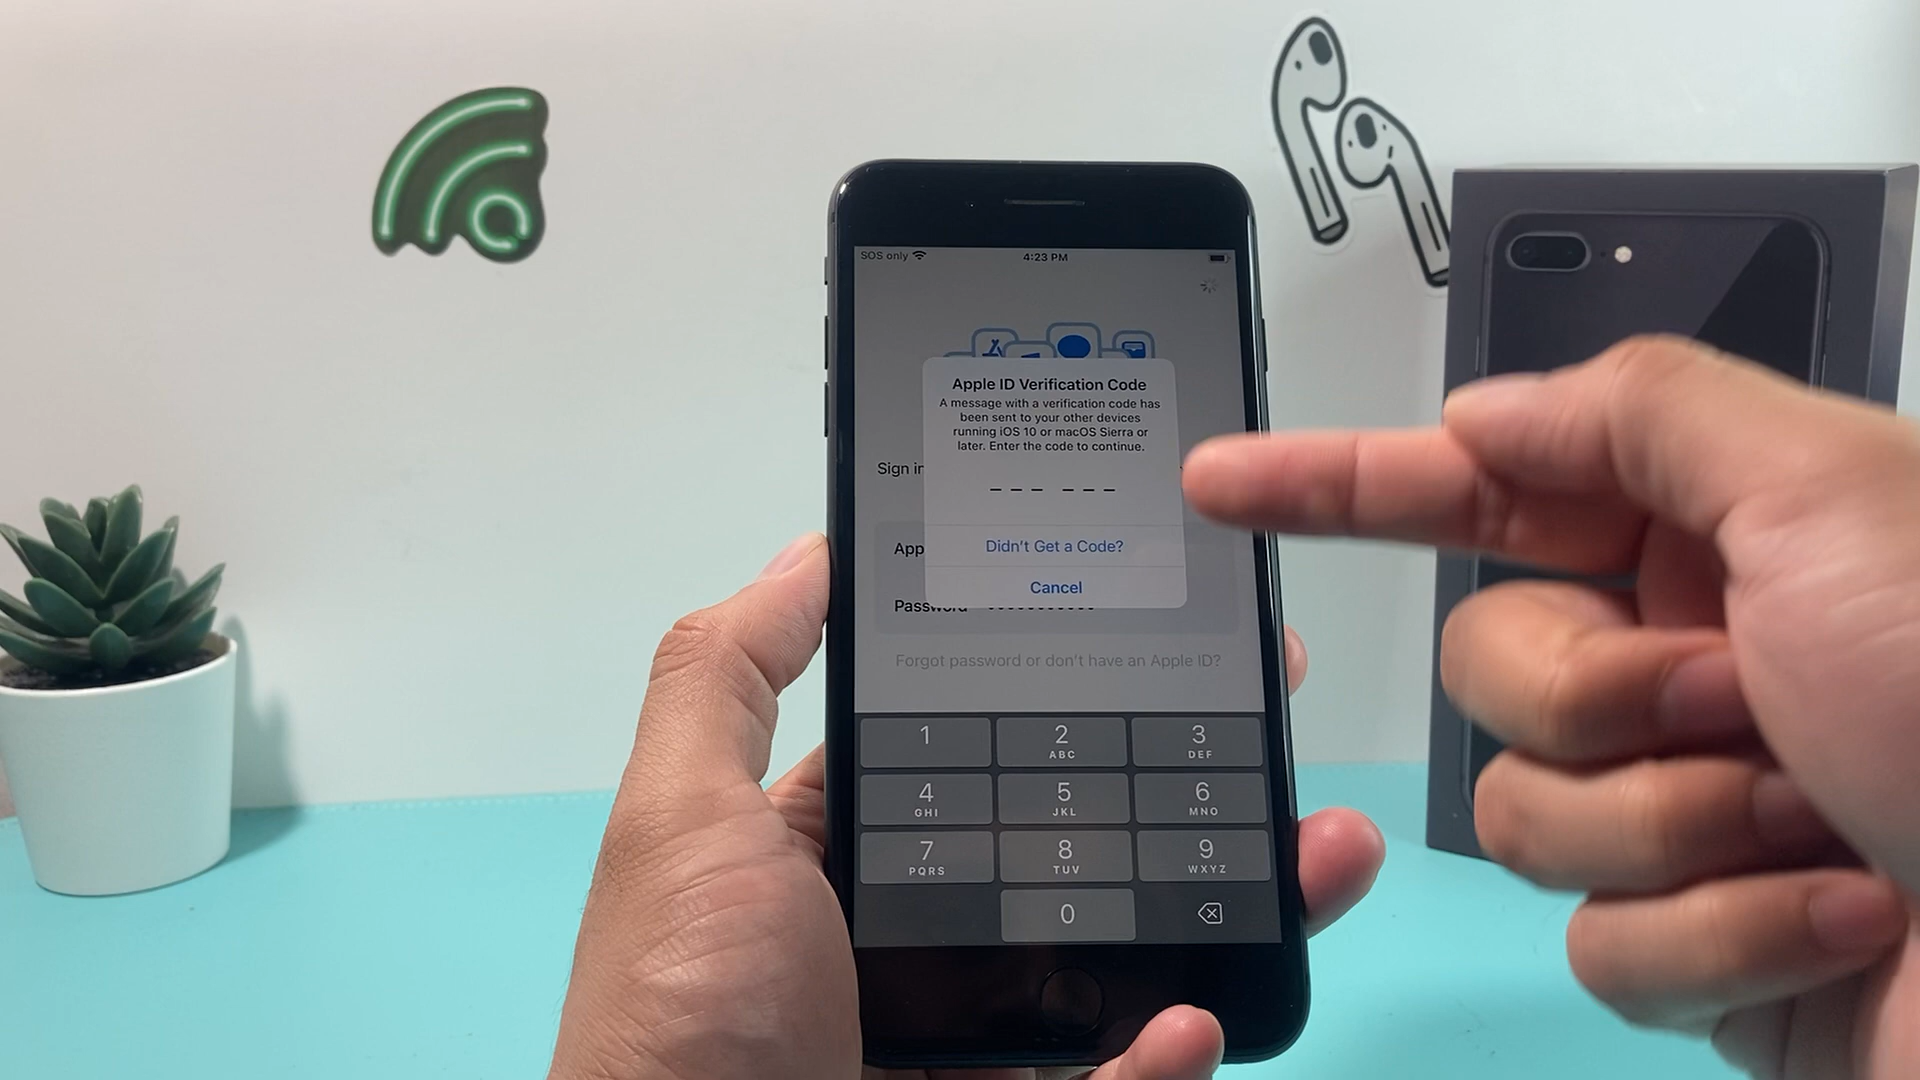 SOS only
4:23 PM
Apple ID Verification Code
A message with a verification code has
been sent to your other devices
running iOS 10 or macOS Sierra or
later. Enter the code to continue.
Sign in
Didn't Get a Code?
App
Cancel
Password
Forgot password or don't have an Apple ID?
1
2
ABC
3
DEF
4
GHI
5
JKL
6
MNO
7
PQRS
8
TUV
9
WXYZ
0